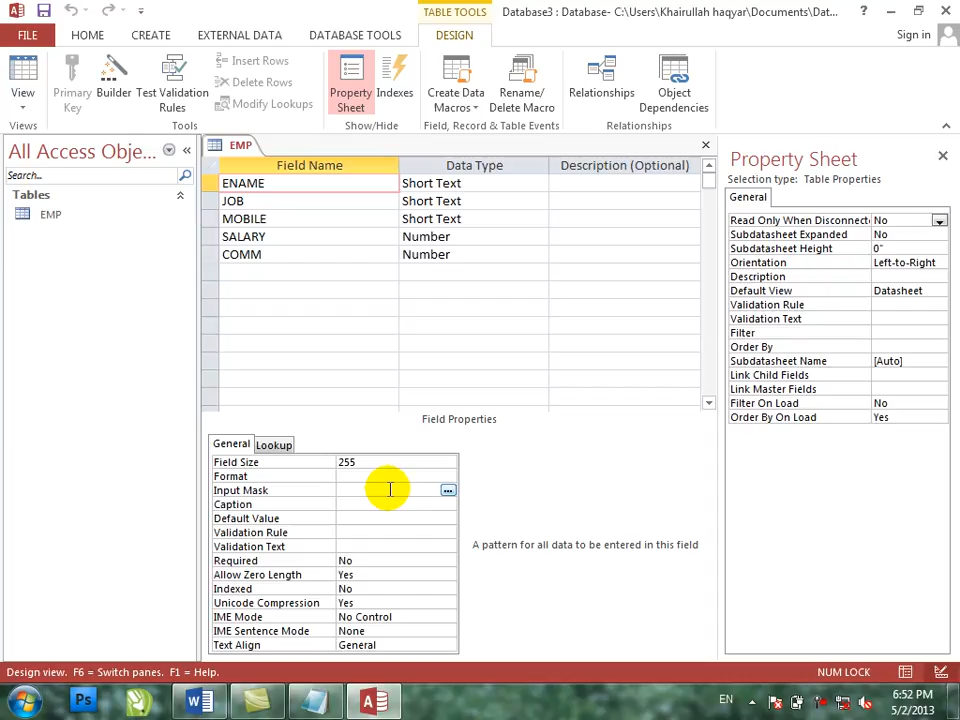 TABLE TOOLS
Database3 : Database- C:\Users\Khairullah haqyar\Documents\Dat...
FILE HOME CREATE EXTERNAL DATA DATABASE TOOLS DESIGN Sign in
View
Primary Key
Builder
Test Validation Rules
Insert Rows
Delete Rows
Modify Lookups
Property Sheet
Indexes
Create Data Macros
Rename/ Delete Macro
Relationships
Object Dependencies
Views Tools Show/Hide Field, Record & Table Events Relationships
All Access Obje...
Search...
Tables
EMP
EMP
Field Name Data Type Description (Optional)
ENAME Short Text
JOB Short Text
MOBILE Short Text
SALARY Number
COMM Number
Field Properties
General Lookup
Field Size 255
Format
Input Mask
Caption
Default Value
Validation Rule
Validation Text
Required No
Allow Zero Length Yes
Indexed No
Unicode Compression Yes
IME Mode No Control
IME Sentence Mode None
Text Align General
A pattern for all data to be entered in this field
Property Sheet
Selection type: Table Properties
General
Read Only When Disconnecte No
Subdatasheet Expanded No
Subdatasheet Height 0"
Orientation Left-to-Right
Description
Default View Datasheet
Validation Rule
Validation Text
Filter
Order By
Subdatasheet Name [Auto]
Link Child Fields
Link Master Fields
Filter On Load No
Order By On Load Yes
Design view. F6 = Switch panes. F1 = Help. NUM LOCK
Ps
EN
6:52 PM
5/2/2013